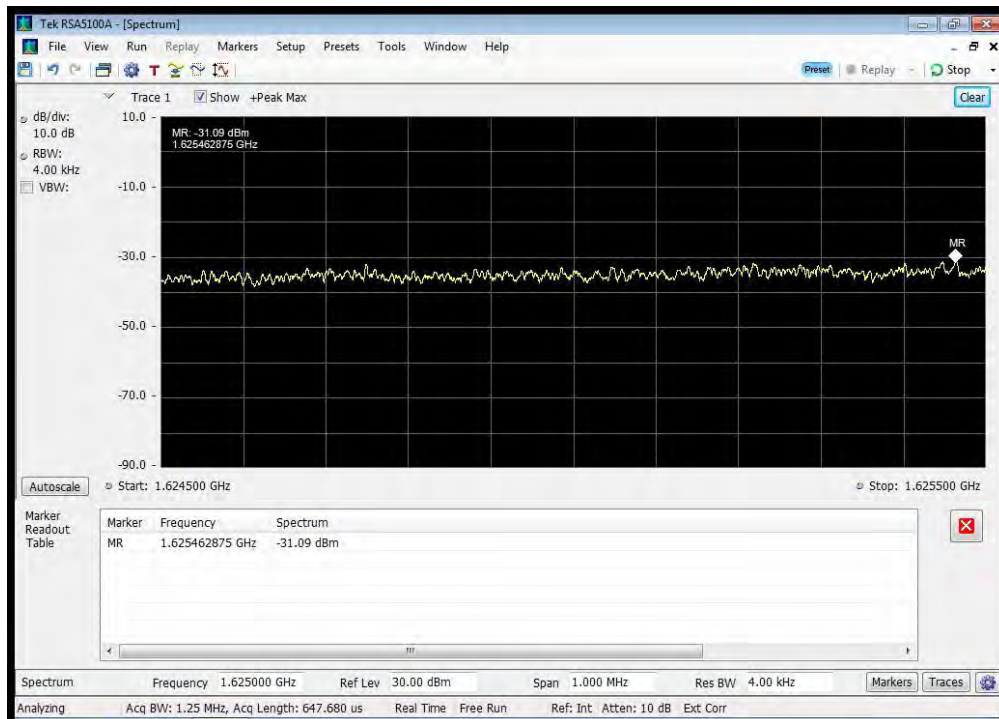 Tek RSA5100A - [Spectrum]
File View Run Replay Markers Setup Presets Tools Window Help
Preset Replay Stop
Trace 1 Show +Peak Max Clear
dB/div:
10.0 dB
RBW:
4.00 kHz
VBW:
10.0
-10.0
-30.0
-50.0
-70.0
-90.0
MR: -31.09 dBm
1.625462875 GHz
MR
Autoscale Start: 1.624500 GHz Stop: 1.625500 GHz
Marker
Readout
Table
Marker Frequency Spectrum
MR 1.625462875 GHz -31.09 dBm
Spectrum Frequency 1.625000 GHz Ref Lev 30.00 dBm Span 1.000 MHz Res BW 4.00 kHz Markers Traces
Analyzing Acq BW: 1.25 MHz, Acq Length: 647.680 us Real Time Free Run Ref: Int Atten: 10 dB Ext Corr